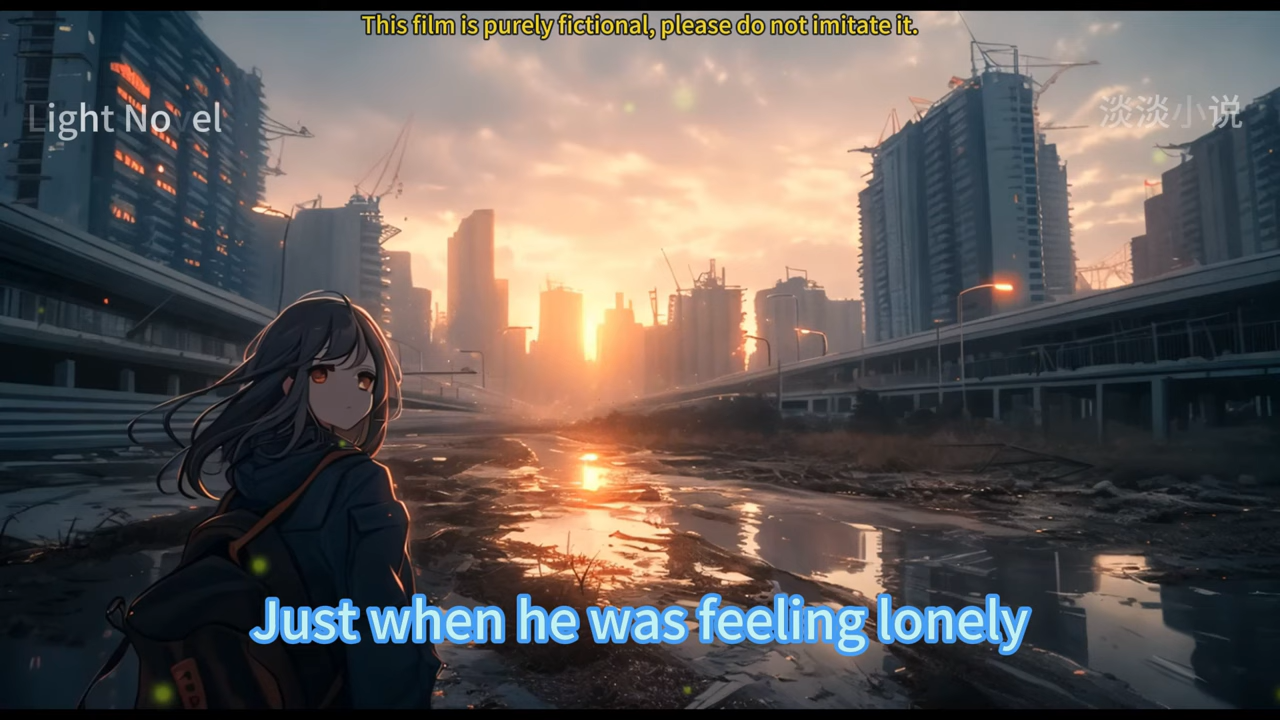 This film is purely fictional, please do not imitate it.
Light Novel
淡淡小说
Just when he was feeling lonely